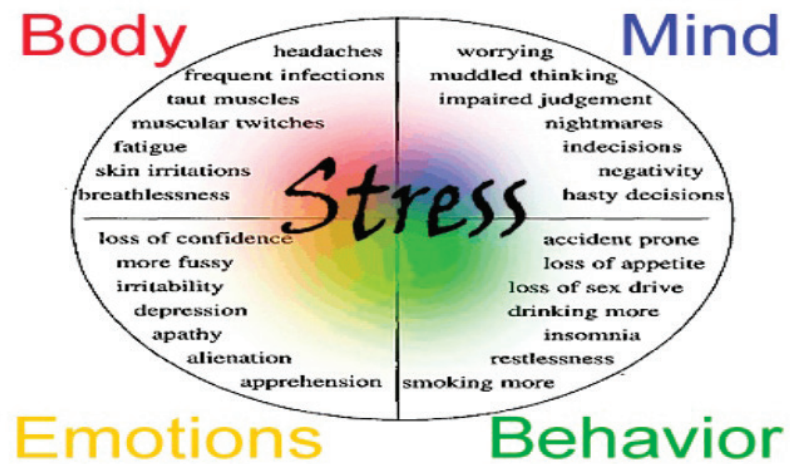 Body
Mind
headaches
frequent infections
taut muscles
muscular twitches
fatigue
skin irritations
breathlessness
worrying
muddled thinking
impaired judgement
nightmares
indecisions
negativity
hasty decisions
Stress
loss of confidence
more fussy
irritability
depression
apathy
alienation
apprehension
accident prone
loss of appetite
loss of sex drive
drinking more
insomnia
restlessness
smoking more
Emotions
Behavior